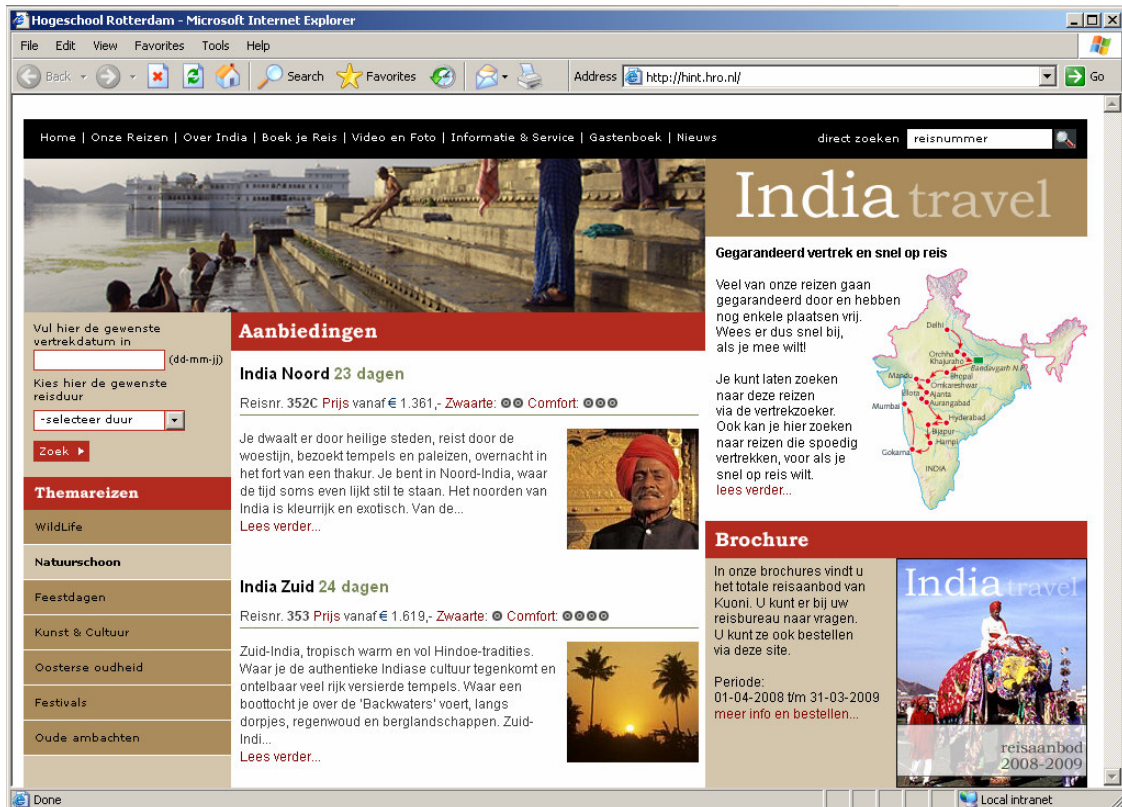 Hogeschool Rotterdam - Microsoft Internet Explorer
File Edit View Favorites Tools Help
Back Search Favorites Address http://hint.hro.nl/ Go
Home | Onze Reizen | Over India | Boek je Reis | Video en Foto | Informatie & Service | Gastenboek | Nieuws
direct zoeken reisnummer
India travel
Vul hier de gewenste
vertrekdatum in
(dd-mm-jj)
Kies hier de gewenste
reisduur
-selecteer duur
Zoek
Themareizen
WildLife
Natuurschoon
Feestdagen
Kunst & Cultuur
Oosterse oudheid
Festivals
Oude ambachten
Aanbiedingen
India Noord 23 dagen
Reisnr. 352C Prijs vanaf € 1.361,- Zwaarte: Comfort:
Je dwaalt er door heilige steden, reist door de
woestijn, bezoekt tempels en paleizen, overnacht in
het fort van een thakur. Je bent in Noord-India, waar
de tijd soms even lijkt stil te staan. Het noorden van
India is kleurrijk en exotisch. Van de...
Lees verder...
India Zuid 24 dagen
Reisnr. 353 Prijs vanaf € 1.619,- Zwaarte: Comfort:
Zuid-India, tropisch warm en vol Hindoe-tradities.
Waar je de authentieke Indiase cultuur tegenkomt en
ontelbaar veel rijk versierde tempels. Waar een
boottocht je over de 'Backwaters' voert, langs
dorpjes, regenwoud en berglandschappen. Zuid-
Indi...
Lees verder...
Gegarandeerd vertrek en snel op reis
Veel van onze reizen gaan
gegarandeerd door en hebben
nog enkele plaatsen vrij.
Wees er dus snel bij,
als je mee wilt!
Je kunt laten zoeken
naar deze reizen
via de vertrekzoeker.
Ook kan je hier zoeken
naar reizen die spoedig
vertrekken, voor als je
snel op reis wilt.
lees verder...
Delhi
Orchha
Khajuraho
Bandavgarh N.P.
Mandu
Bhopal
Omkareshwar
Ellora
Ajanta
Aurangabad
Mumbai
Hyderabad
Bijapur
Hampi
Gokarna
INDIA
Brochure
In onze brochures vindt u
het totale reisaanbod van
Kuoni. U kunt er bij uw
reisbureau naar vragen.
U kunt ze ook bestellen
via deze site.
Periode:
01-04-2008 t/m 31-03-2009
meer info en bestellen...
India travel
reisaanbod
2008-2009
Done
Local intranet